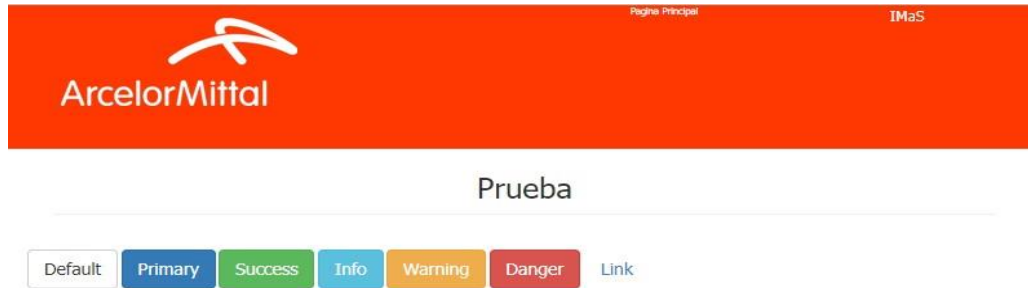 Pagina Principal
IMaS
ArcelorMittal
Prueba
Default Primary Success Info Warning Danger Link